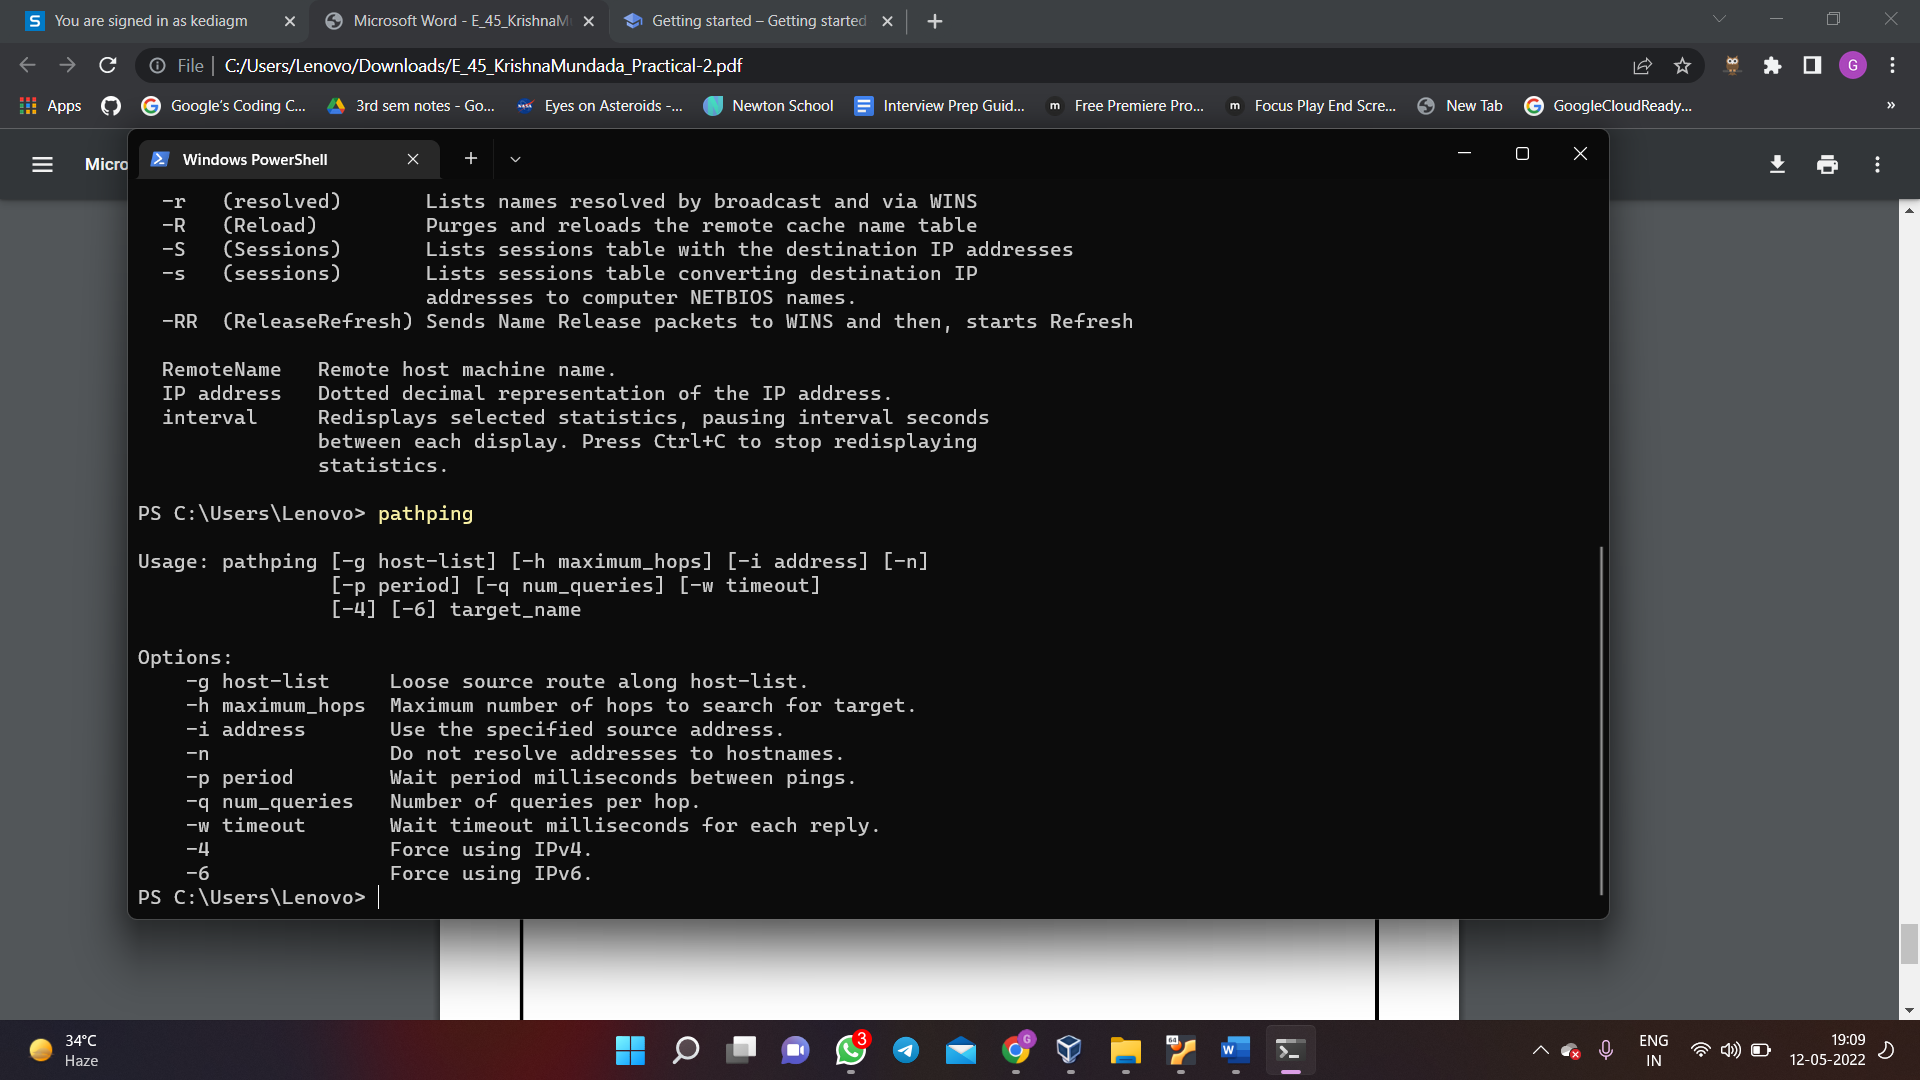 You are signed in as kediagm
Microsoft Word - E_45_KrishnaM
Getting started – Getting started
File
C:/Users/Lenovo/Downloads/E_45_KrishnaMundada_Practical-2.pdf
G
Apps
Google's Coding C...
3rd sem notes - Go...
Eyes on Asteroids -...
Newton School
Interview Prep Guid...
Free Premiere Pro...
Focus Play End Scre...
New Tab
GoogleCloudReady...
»
Micro
Windows PowerShell
-r (resolved) Lists names resolved by broadcast and via WINS
-R (Reload) Purges and reloads the remote cache name table
-S (Sessions) Lists sessions table with the destination IP addresses
-s (sessions) Lists sessions table converting destination IP
addresses to computer NETBIOS names.
-RR (ReleaseRefresh) Sends Name Release packets to WINS and then, starts Refresh
RemoteName Remote host machine name.
IP address Dotted decimal representation of the IP address.
interval Redisplays selected statistics, pausing interval seconds
between each display. Press Ctrl+C to stop redisplaying
statistics.
PS C:\Users\Lenovo> pathping
Usage: pathping [-g host-list] [-h maximum_hops] [-i address] [-n]
[-p period] [-q num_queries] [-w timeout]
[-4] [-6] target_name
Options:
-g host-list Loose source route along host-list.
-h maximum_hops Maximum number of hops to search for target.
-i address Use the specified source address.
-n Do not resolve addresses to hostnames.
-p period Wait period milliseconds between pings.
-q num_queries Number of queries per hop.
-w timeout Wait timeout milliseconds for each reply.
-4 Force using IPv4.
-6 Force using IPv6.
PS C:\Users\Lenovo>
34°C
Haze
3
G
64
W
ENG
IN
19:09
12-05-2022